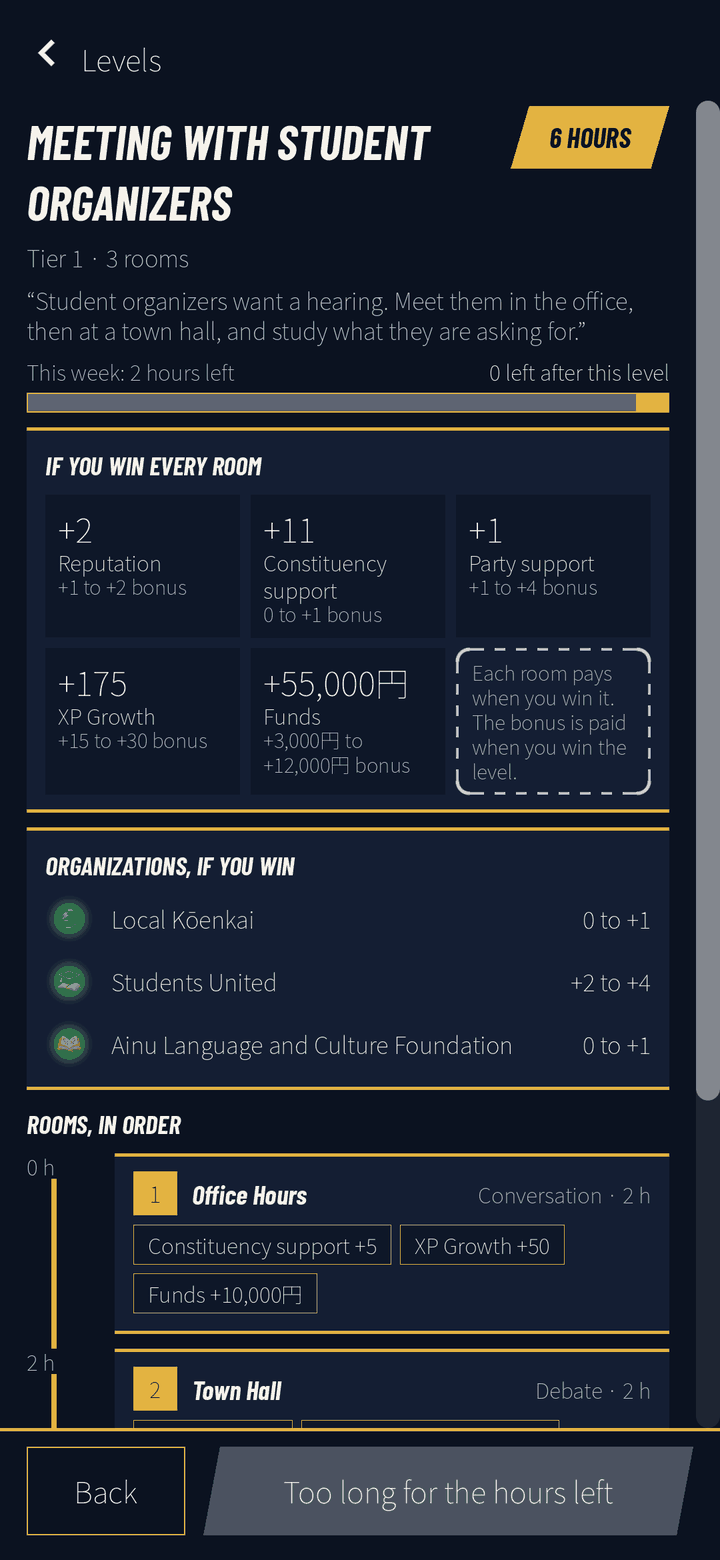 Levels
MEETING WITH STUDENT
ORGANIZERS
6 HOURS
Tier 1 · 3 rooms
“Student organizers want a hearing. Meet them in the office,
then at a town hall, and study what they are asking for.”
This week: 2 hours left
0 left after this level
IF YOU WIN EVERY ROOM
+2
Reputation
+1 to +2 bonus
+11
Constituency
support
0 to +1 bonus
+1
Party support
+1 to +4 bonus
+175
XP Growth
+15 to +30 bonus
+55,000円
Funds
+3,000円 to
+12,000円 bonus
Each room pays
when you win it.
The bonus is paid
when you win the
level.
ORGANIZATIONS, IF YOU WIN
Local Kōenkai 0 to +1
Students United +2 to +4
Ainu Language and Culture Foundation 0 to +1
ROOMS, IN ORDER
0 h
1 Office Hours Conversation · 2 h
Constituency support +5 XP Growth +50
Funds +10,000円
2 h
2 Town Hall Debate · 2 h
Back Too long for the hours left